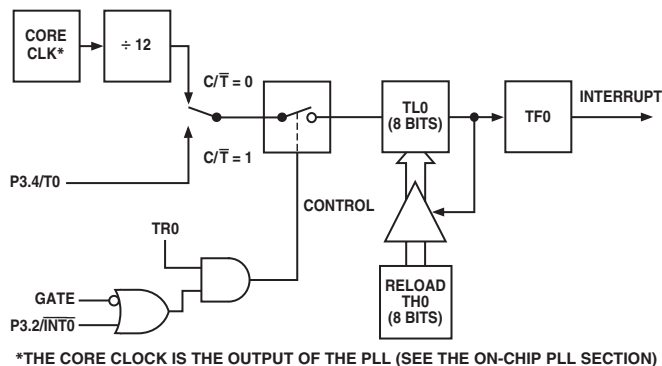 CORE
CLK*
÷ 12
C/T̅ = 0
C/T̅ = 1
P3.4/T0
TL0
(8 BITS)
TF0
INTERRUPT
CONTROL
TR0
GATE
P3.2/I̅N̅T̅0̅
RELOAD
TH0
(8 BITS)
*THE CORE CLOCK IS THE OUTPUT OF THE PLL (SEE THE ON-CHIP PLL SECTION)